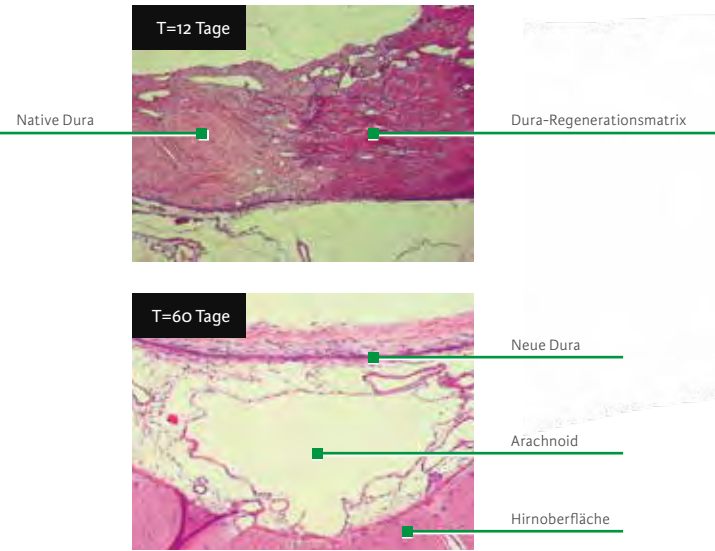 T=12 Tage
Native Dura
Dura-Regenerationsmatrix
T=60 Tage
Neue Dura
Arachnoid
Hirnoberfläche